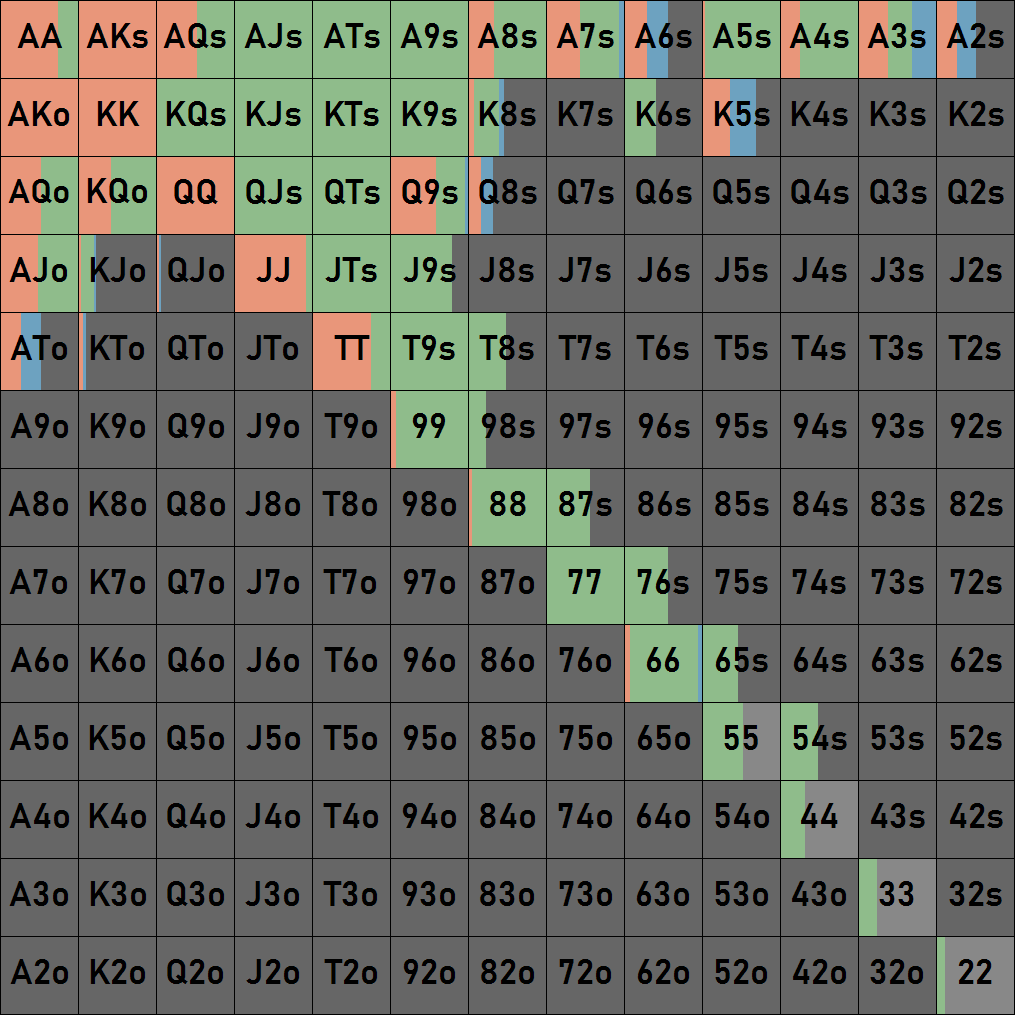 AA AKs AQs AJs ATs A9s A8s A7s A6s A5s A4s A3s A2s
AKo KK KQs KJs KTs K9s K8s K7s K6s K5s K4s K3s K2s
AQo KQo QQ QJs QTs Q9s Q8s Q7s Q6s Q5s Q4s Q3s Q2s
AJo KJo QJo JJ JTs J9s J8s J7s J6s J5s J4s J3s J2s
ATo KTo QTo JTo TT T9s T8s T7s T6s T5s T4s T3s T2s
A9o K9o Q9o J9o T9o 99 98s 97s 96s 95s 94s 93s 92s
A8o K8o Q8o J8o T8o 98o 88 87s 86s 85s 84s 83s 82s
A7o K7o Q7o J7o T7o 97o 87o 77 76s 75s 74s 73s 72s
A6o K6o Q6o J6o T6o 96o 86o 76o 66 65s 64s 63s 62s
A5o K5o Q5o J5o T5o 95o 85o 75o 65o 55 54s 53s 52s
A4o K4o Q4o J4o T4o 94o 84o 74o 64o 54o 44 43s 42s
A3o K3o Q3o J3o T3o 93o 83o 73o 63o 53o 43o 33 32s
A2o K2o Q2o J2o T2o 92o 82o 72o 62o 52o 42o 32o 22